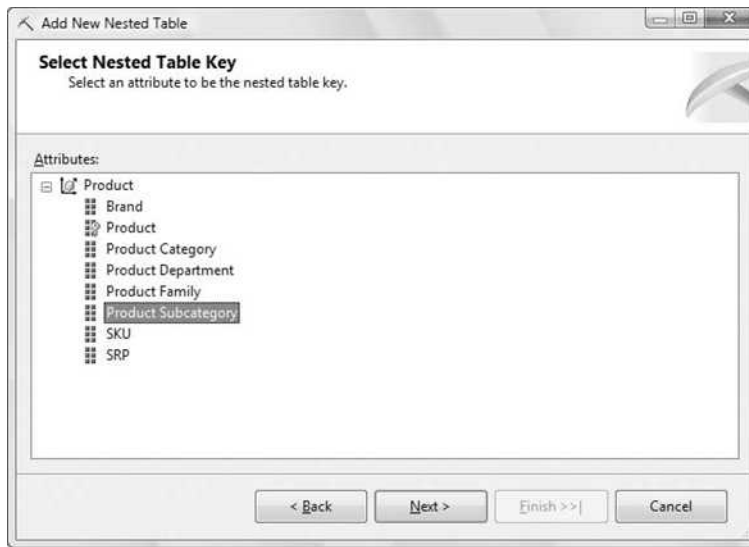 Add New Nested Table
Select Nested Table Key
Select an attribute to be the nested table key.
Attributes:
Product
Brand
Product
Product Category
Product Department
Product Family
Product Subcategory
SKU
SRP
< Back Next > Finish >>| Cancel